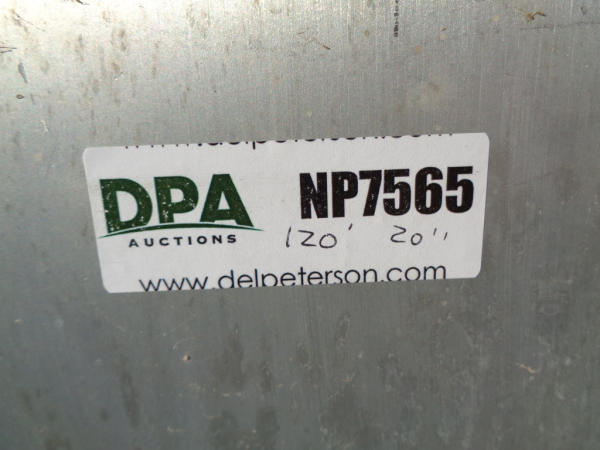 DPA
AUCTIONS
NP7565
120' 20"
www.delpeterson.com